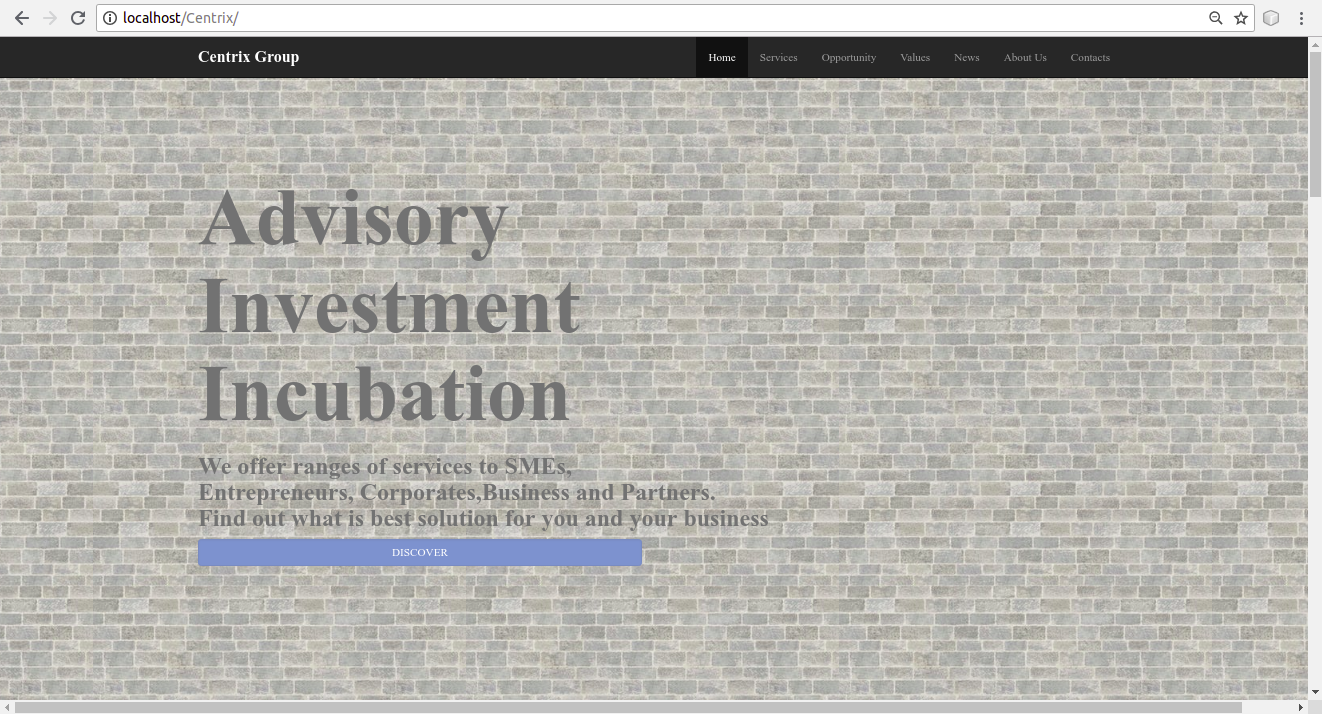 localhost/Centrix/
Centrix Group
Home Services Opportunity Values News About Us Contacts
Advisory
Investment
Incubation
We offer ranges of services to SMEs,
Entrepreneurs, Corporates,Business and Partners.
Find out what is best solution for you and your business
DISCOVER